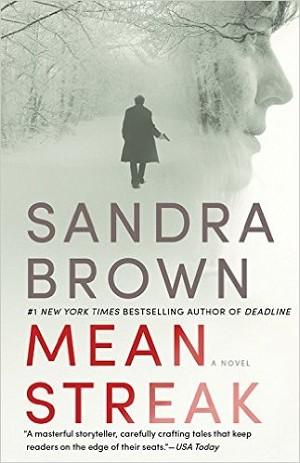 SANDRA
BROWN
#1 NEW YORK TIMES BESTSELLING AUTHOR OF DEADLINE
MEAN
A NOVEL
STREAK
"A masterful storyteller, carefully crafting tales that keep
readers on the edge of their seats."—USA Today